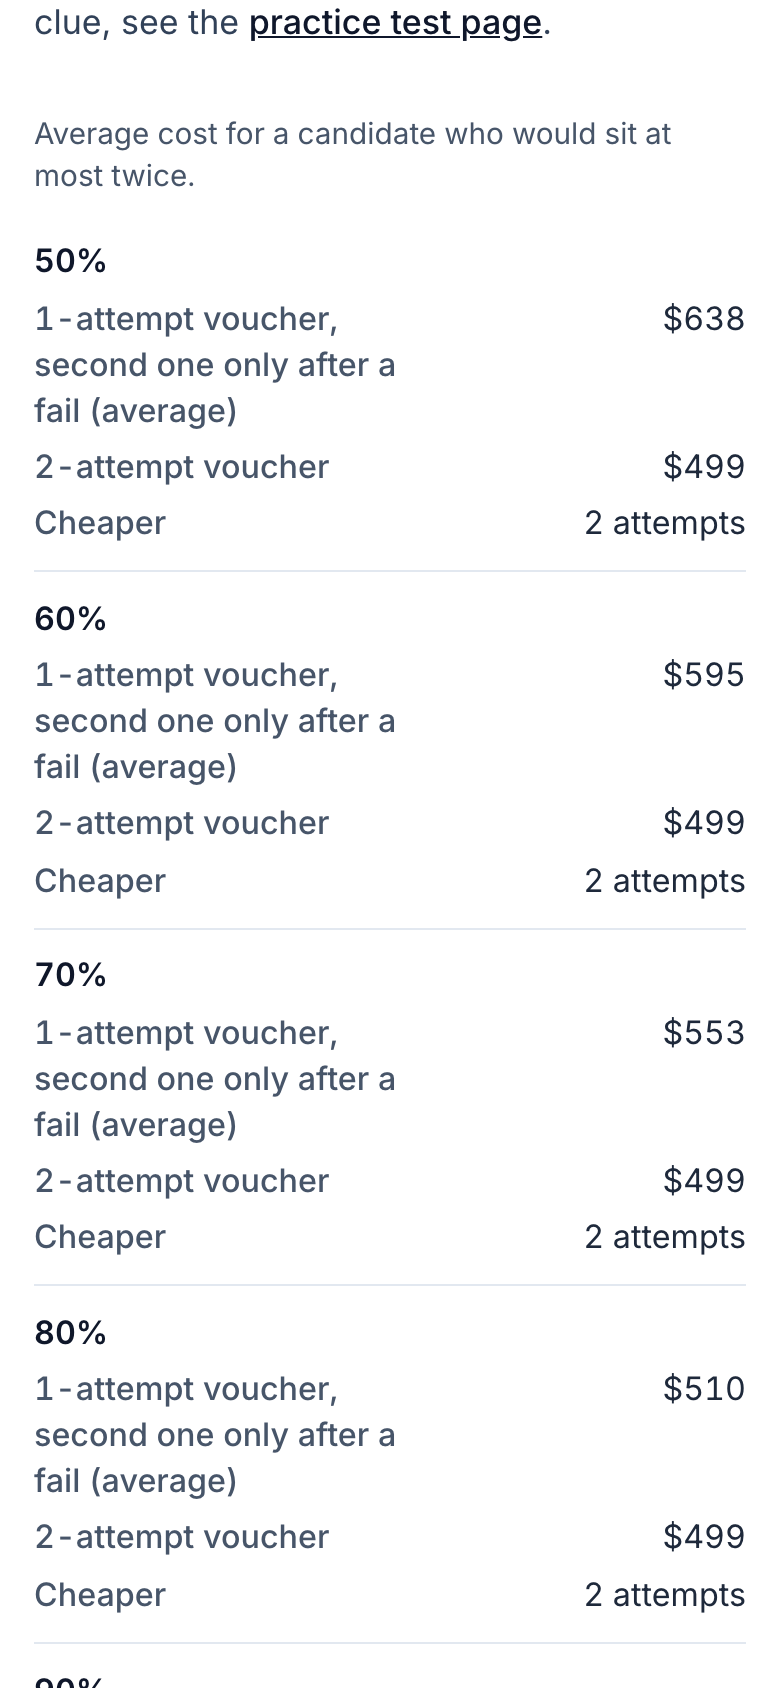 clue, see the practice test page.
Average cost for a candidate who would sit at
most twice.
50%
1-attempt voucher,
second one only after a
fail (average)
$638
2-attempt voucher
$499
Cheaper
2 attempts
60%
1-attempt voucher,
second one only after a
fail (average)
$595
2-attempt voucher
$499
Cheaper
2 attempts
70%
1-attempt voucher,
second one only after a
fail (average)
$553
2-attempt voucher
$499
Cheaper
2 attempts
80%
1-attempt voucher,
second one only after a
fail (average)
$510
2-attempt voucher
$499
Cheaper
2 attempts
90%